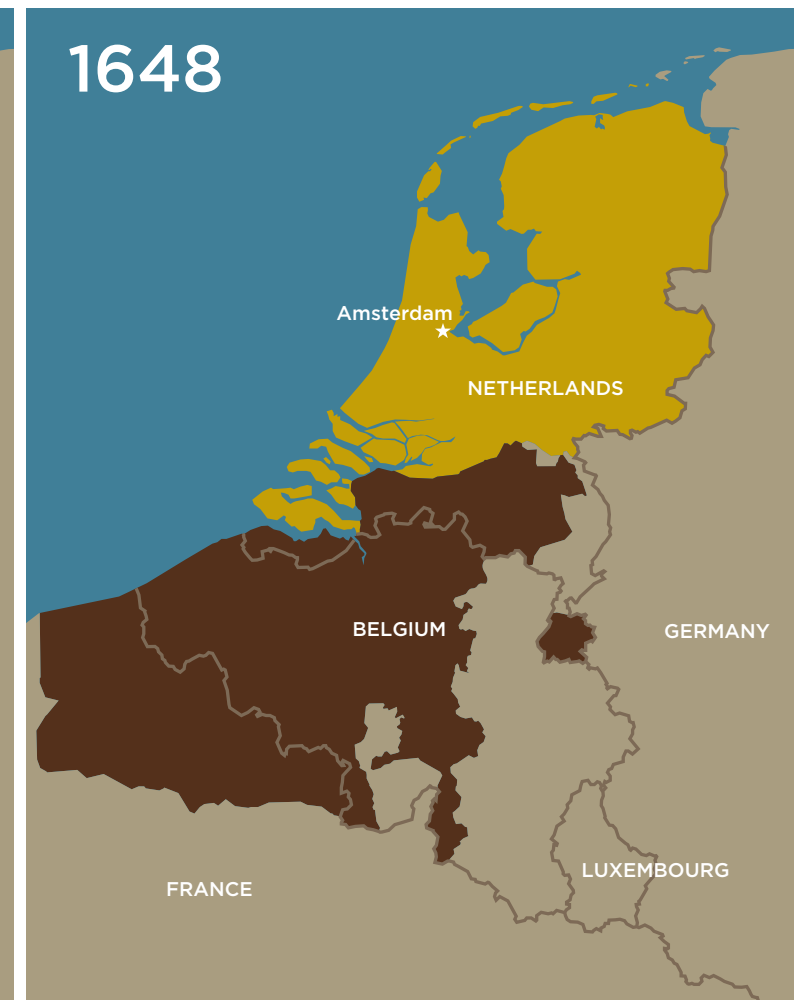 1648
Amsterdam
NETHERLANDS
BELGIUM
GERMANY
LUXEMBOURG
FRANCE